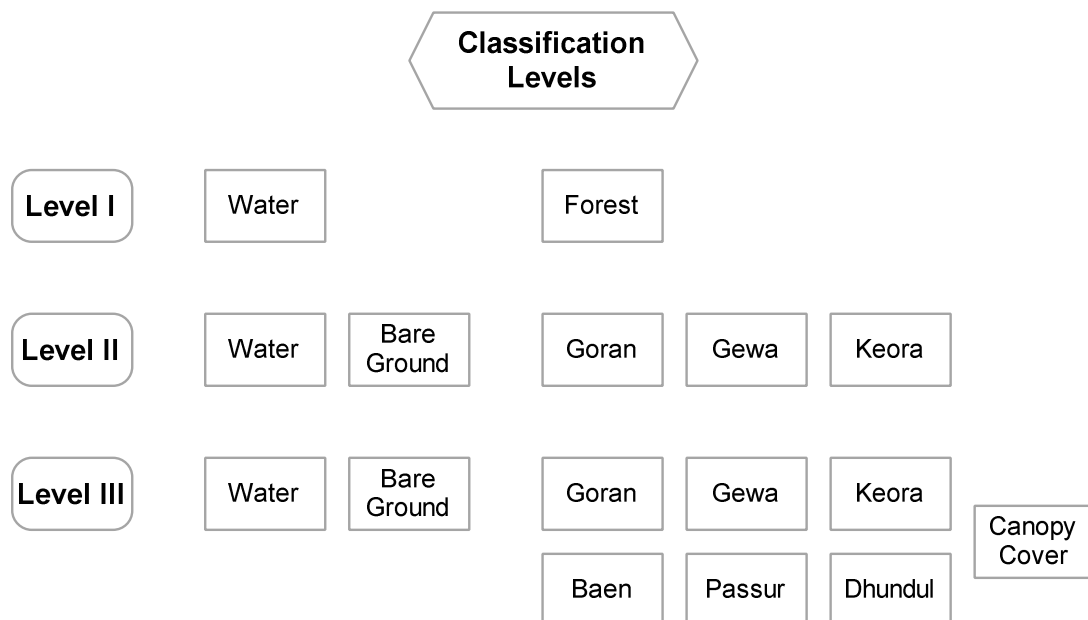 Classification
Levels
Level I
Water
Forest
Level II
Water
Bare
Ground
Goran
Gewa
Keora
Level III
Water
Bare
Ground
Goran
Gewa
Keora
Canopy
Cover
Baen
Passur
Dhundul